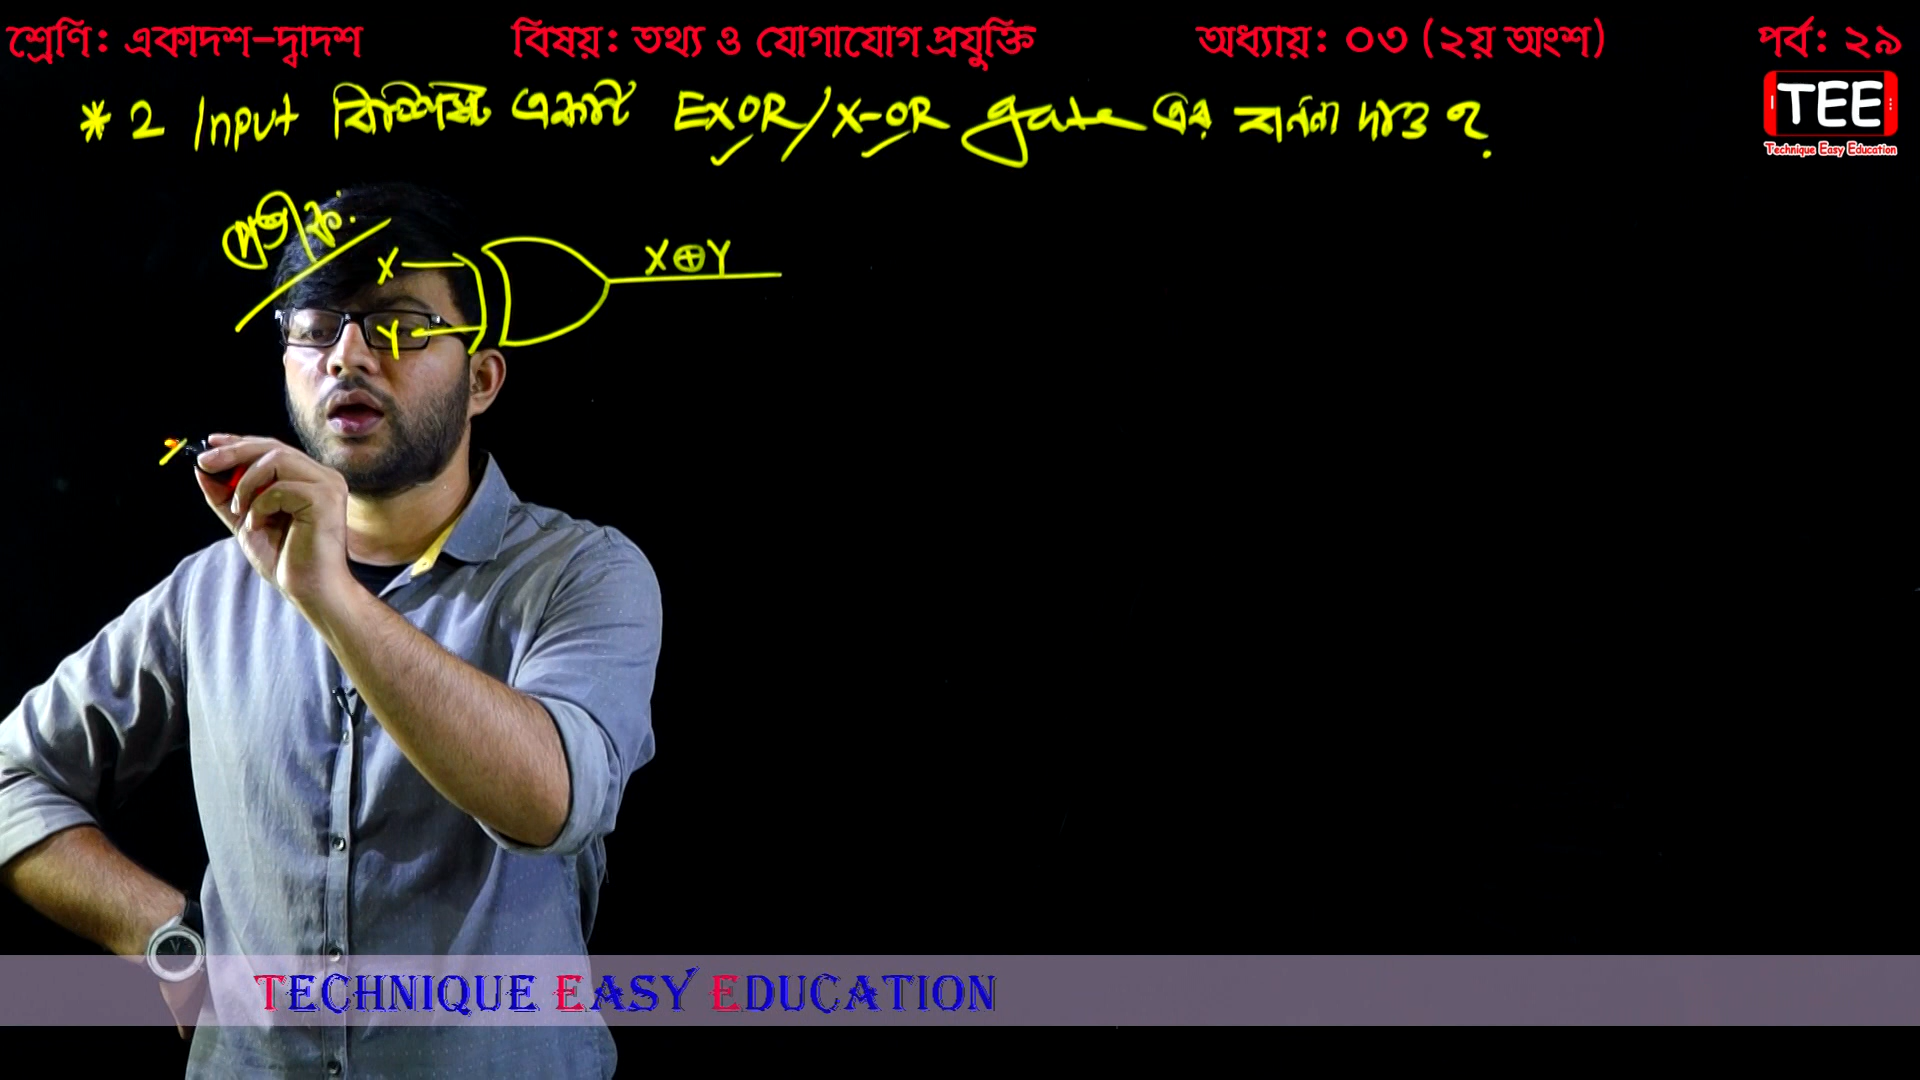 শ্রেণি: একাদশ-দ্বাদশ বিষয়: তথ্য ও যোগাযোগ প্রযুক্তি অধ্যায়: ০৩ (২য় অংশ) পর্ব: ২৯
* 2 Input বিশিষ্ট একটি EXOR/X-OR gate এর বর্ননা দাও ?
TEE
Technique Easy Education
প্রতীক:
X
X⊕Y
Y
TECHNIQUE EASY EDUCATION